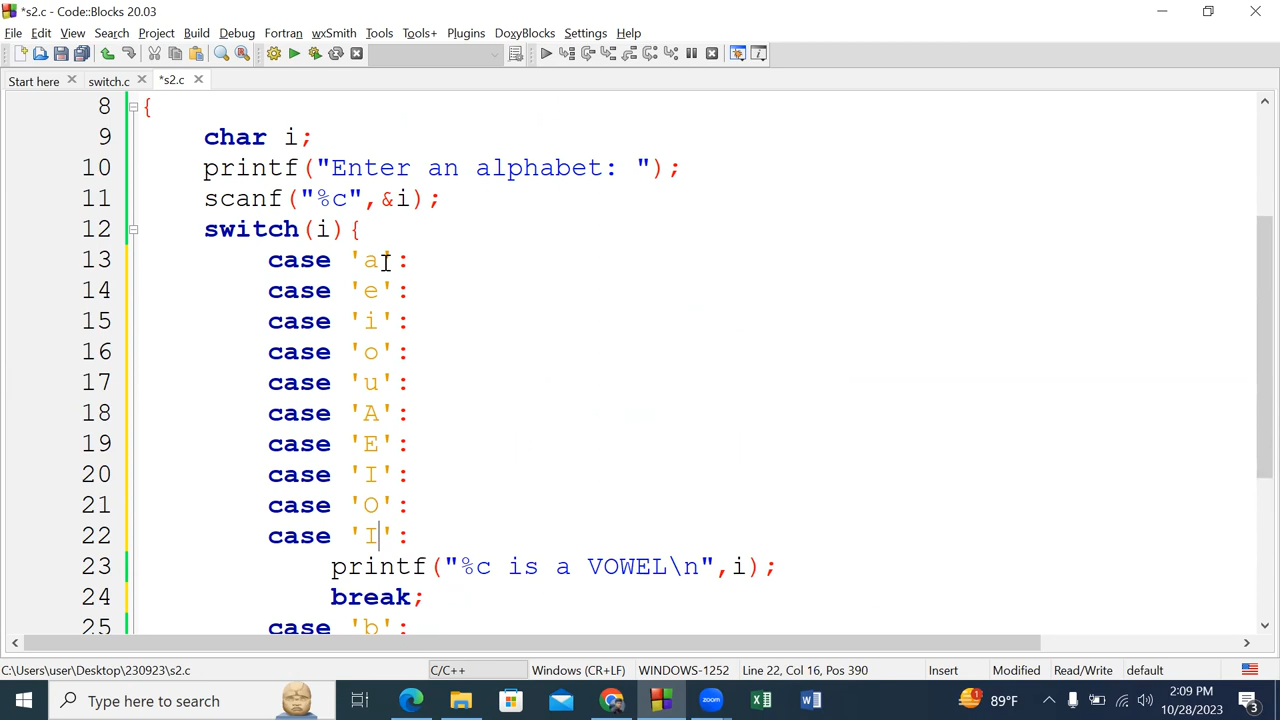 *s2.c - Code::Blocks 20.03
File Edit View Search Project Build Debug Fortran wxSmith Tools Tools+ Plugins DoxyBlocks Settings Help
Start here switch.c *s2.c
8 {
9 char i;
10 printf("Enter an alphabet: ");
11 scanf("%c",&i);
12 switch(i){
13 case 'a':
14 case 'e':
15 case 'i':
16 case 'o':
17 case 'u':
18 case 'A':
19 case 'E':
20 case 'I':
21 case 'O':
22 case 'I':
23 printf("%c is a VOWEL\n",i);
24 break;
25 case 'b':
C:\Users\user\Desktop\230923\s2.c C/C++ Windows (CR+LF) WINDOWS-1252 Line 22, Col 16, Pos 390 Insert Modified Read/Write default
Type here to search zoom 89°F 2:09 PM
10/28/2023 3